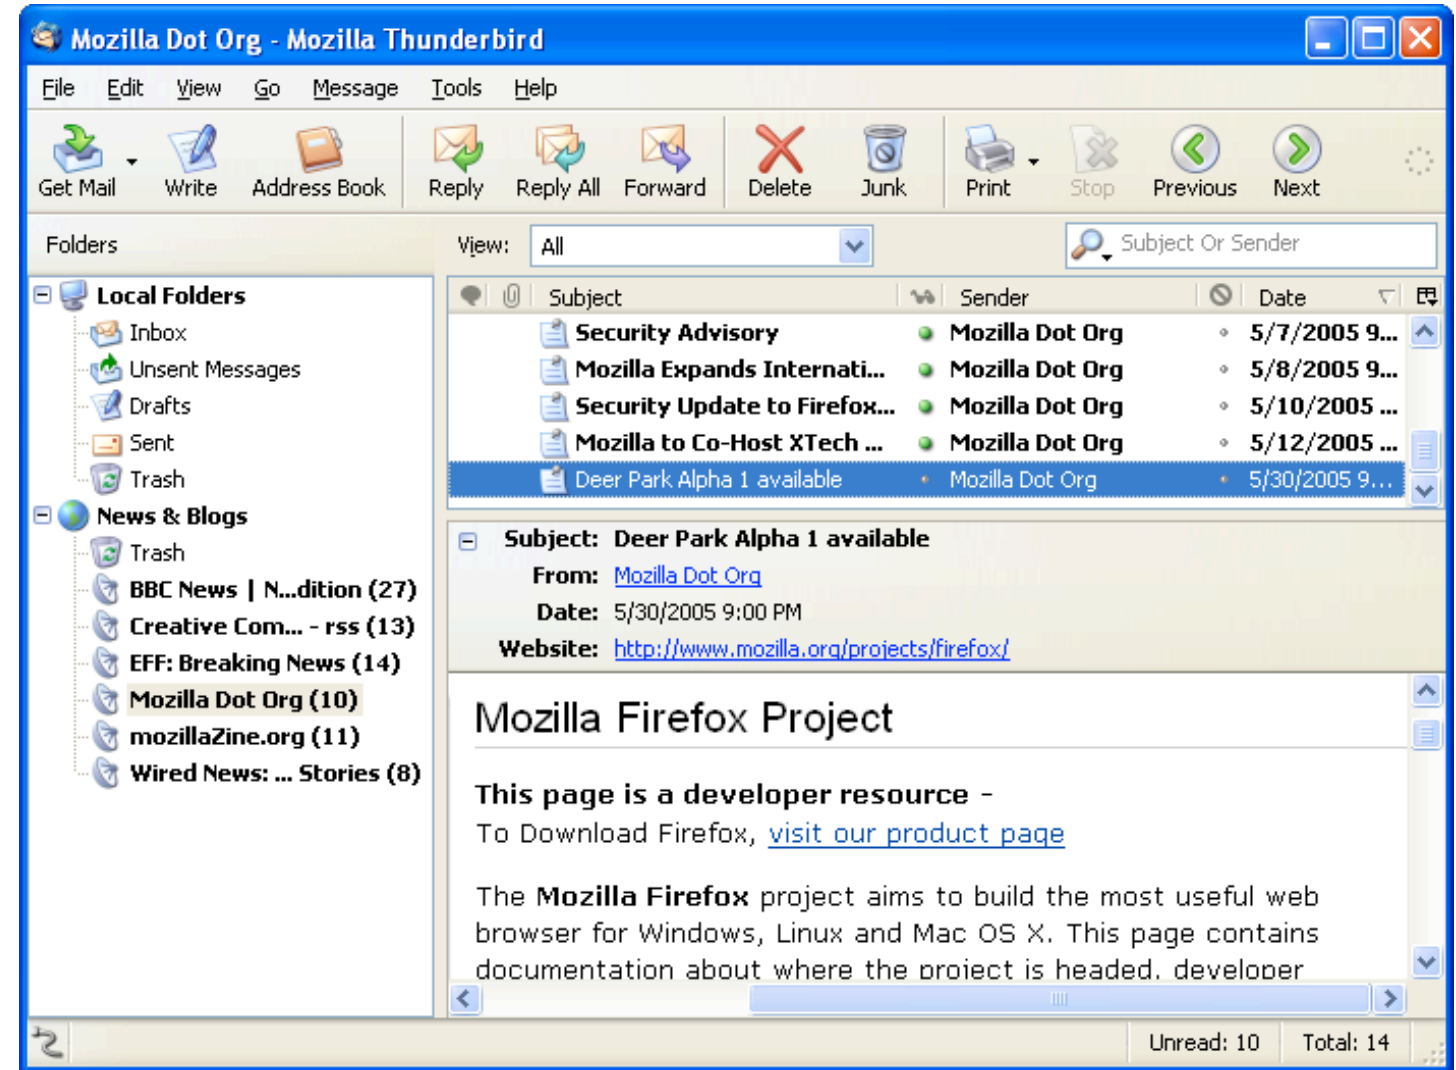 Mozilla Dot Org - Mozilla Thunderbird
File Edit View Go Message Tools Help
Get Mail Write Address Book Reply Reply All Forward Delete Junk Print Stop Previous Next
Folders
View: All Subject Or Sender
Local Folders
Inbox
Unsent Messages
Drafts
Sent
Trash
News & Blogs
Trash
BBC News | N...dition (27)
Creative Com... - rss (13)
EFF: Breaking News (14)
Mozilla Dot Org (10)
mozillaZine.org (11)
Wired News: ... Stories (8)
Subject Sender Date
Security Advisory Mozilla Dot Org 5/7/2005 9...
Mozilla Expands Internati... Mozilla Dot Org 5/8/2005 9...
Security Update to Firefox... Mozilla Dot Org 5/10/2005 ...
Mozilla to Co-Host XTech ... Mozilla Dot Org 5/12/2005 ...
Deer Park Alpha 1 available Mozilla Dot Org 5/30/2005 9...
Subject: Deer Park Alpha 1 available
From: Mozilla Dot Org
Date: 5/30/2005 9:00 PM
Website: http://www.mozilla.org/projects/firefox/
Mozilla Firefox Project
This page is a developer resource -
To Download Firefox, visit our product page
The Mozilla Firefox project aims to build the most useful web
browser for Windows, Linux and Mac OS X. This page contains
documentation about where the project is headed, developer
Unread: 10 Total: 14